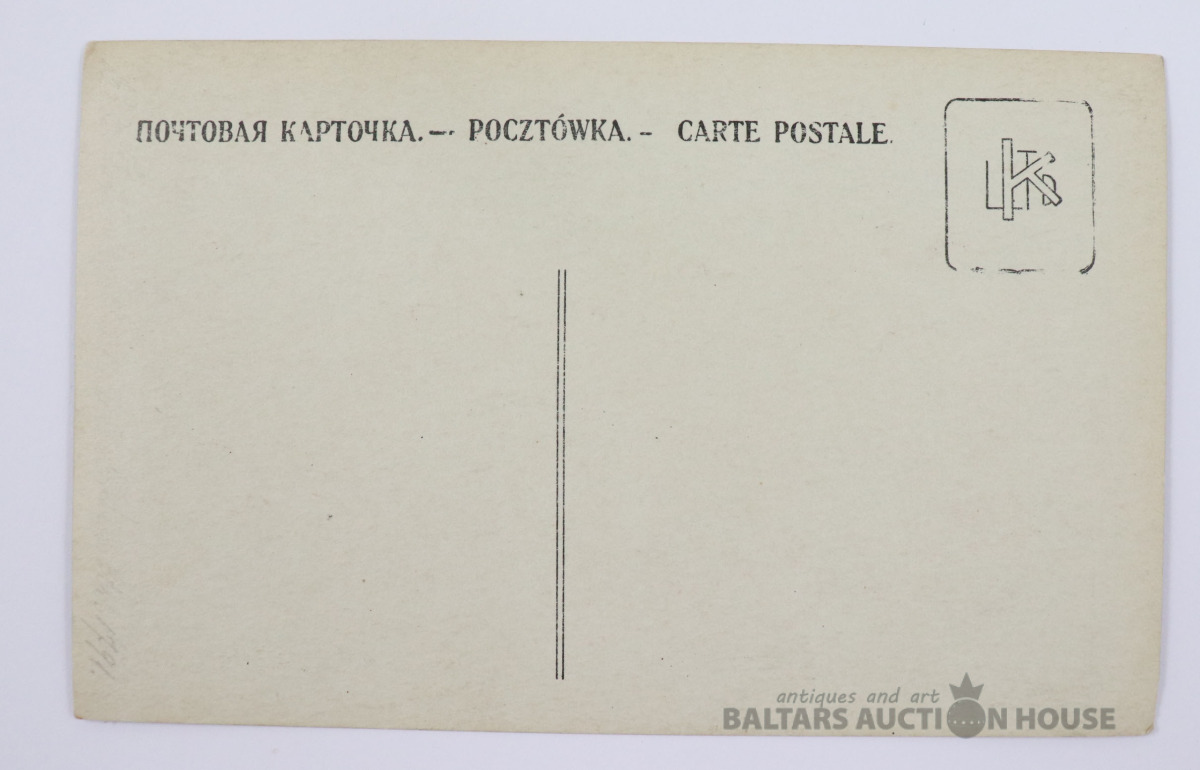 ПОЧТОВАЯ КАРТОЧКА. — POCZTÓWKA. - CARTE POSTALE.
antiques and art
BALTARS AUCTION HOUSE